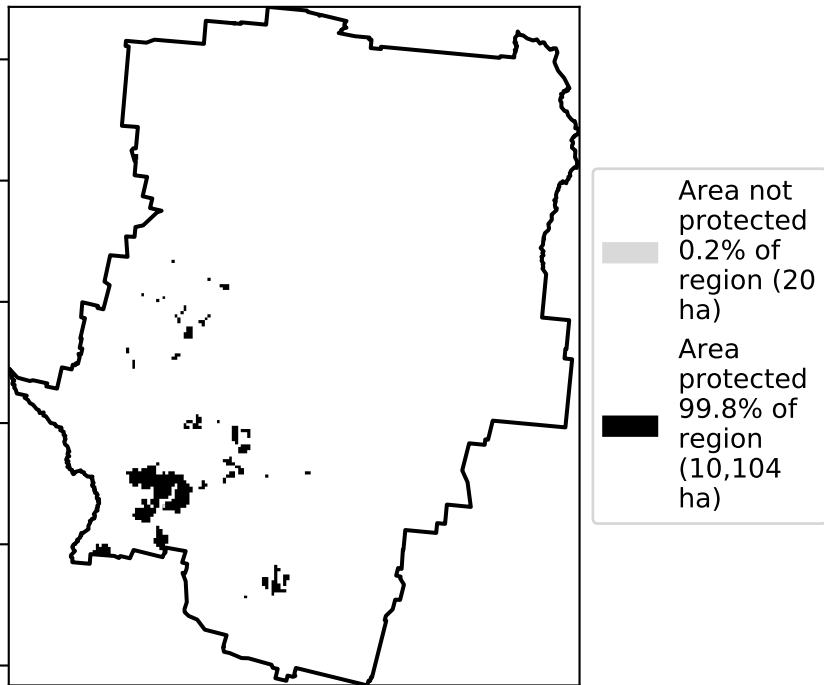 Area not
protected
0.2% of
region (20
ha)
Area
protected
99.8% of
region
(10,104
ha)